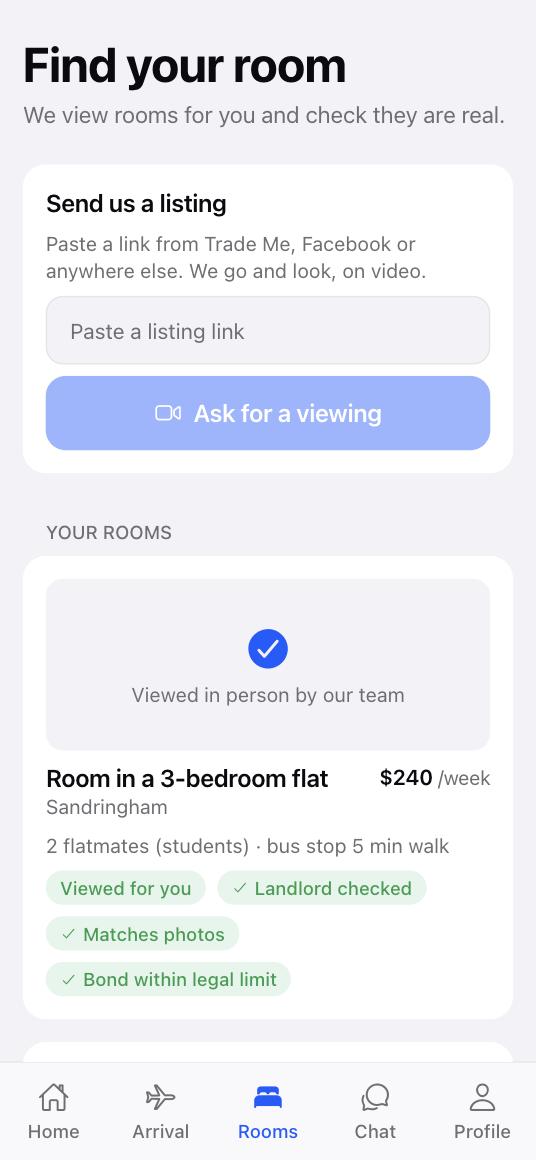 Find your room
We view rooms for you and check they are real.
Send us a listing
Paste a link from Trade Me, Facebook or
anywhere else. We go and look, on video.
Paste a listing link
Ask for a viewing
YOUR ROOMS
Viewed in person by our team
Room in a 3-bedroom flat $240 /week
Sandringham
2 flatmates (students) · bus stop 5 min walk
Viewed for you ✓ Landlord checked
✓ Matches photos
✓ Bond within legal limit
Home Arrival Rooms Chat Profile